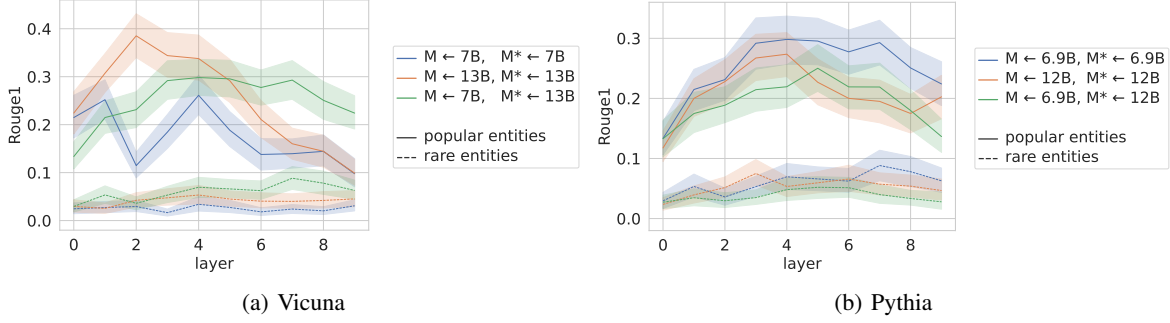 0.4
0.3
0.2
0.1
0.0
Rouge1
0 2 4 6 8
layer
M ← 7B, M* ← 7B
M ← 13B, M* ← 13B
M ← 7B, M* ← 13B
popular entities
rare entities
(a) Vicuna
0.3
0.2
0.1
0.0
Rouge1
0 2 4 6 8
layer
M ← 6.9B, M* ← 6.9B
M ← 12B, M* ← 12B
M ← 6.9B, M* ← 12B
popular entities
rare entities
(b) Pythia